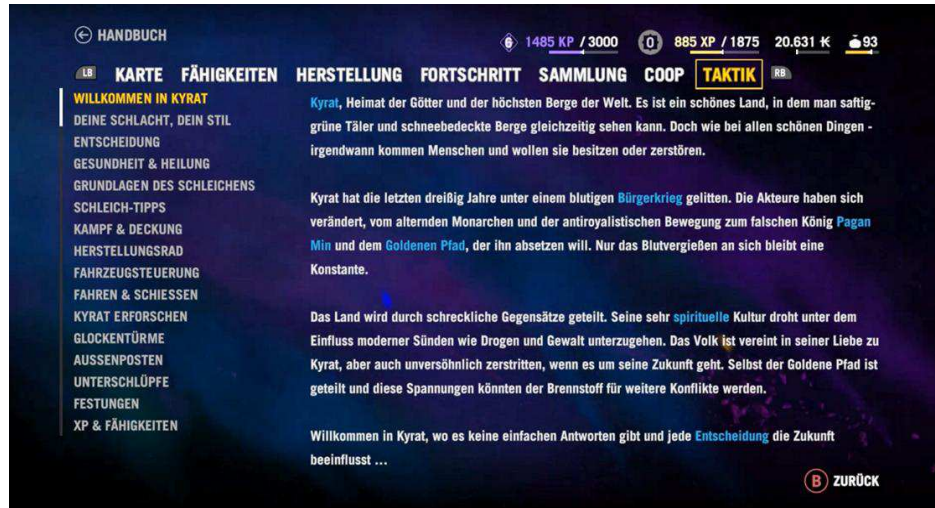 HANDBUCH
6 1485 KP / 3000 0 885 XP / 1875 20.631 93
LB KARTE FÄHIGKEITEN HERSTELLUNG FORTSCHRITT SAMMLUNG COOP TAKTIK RB
WILLKOMMEN IN KYRAT
DEINE SCHLACHT, DEIN STIL
ENTSCHEIDUNG
GESUNDHEIT & HEILUNG
GRUNDLAGEN DES SCHLEICHENS
SCHLEICH-TIPPS
KAMPF & DECKUNG
HERSTELLUNGSRAD
FAHRZEUGSTEUERUNG
FAHREN & SCHIESSEN
KYRAT ERFORSCHEN
GLOCKENTÜRME
AUSSENPOSTEN
UNTERSCHLÜPFE
FESTUNGEN
XP & FÄHIGKEITEN
Kyrat, Heimat der Götter und der höchsten Berge der Welt. Es ist ein schönes Land, in dem man saftig-
grüne Täler und schneebedeckte Berge gleichzeitig sehen kann. Doch wie bei allen schönen Dingen -
irgendwann kommen Menschen und wollen sie besitzen oder zerstören.
Kyrat hat die letzten dreißig Jahre unter einem blutigen Bürgerkrieg gelitten. Die Akteure haben sich
verändert, vom alternden Monarchen und der antiroyalistischen Bewegung zum falschen König Pagan
Min und dem Goldenen Pfad, der ihn absetzen will. Nur das Blutvergießen an sich bleibt eine
Konstante.
Das Land wird durch schreckliche Gegensätze geteilt. Seine sehr spirituelle Kultur droht unter dem
Einfluss moderner Sünden wie Drogen und Gewalt unterzugehen. Das Volk ist vereint in seiner Liebe zu
Kyrat, aber auch unversöhnlich zerstritten, wenn es um seine Zukunft geht. Selbst der Goldene Pfad ist
geteilt und diese Spannungen könnten der Brennstoff für weitere Konflikte werden.
Willkommen in Kyrat, wo es keine einfachen Antworten gibt und jede Entscheidung die Zukunft
beeinflusst ...
B ZURÜCK